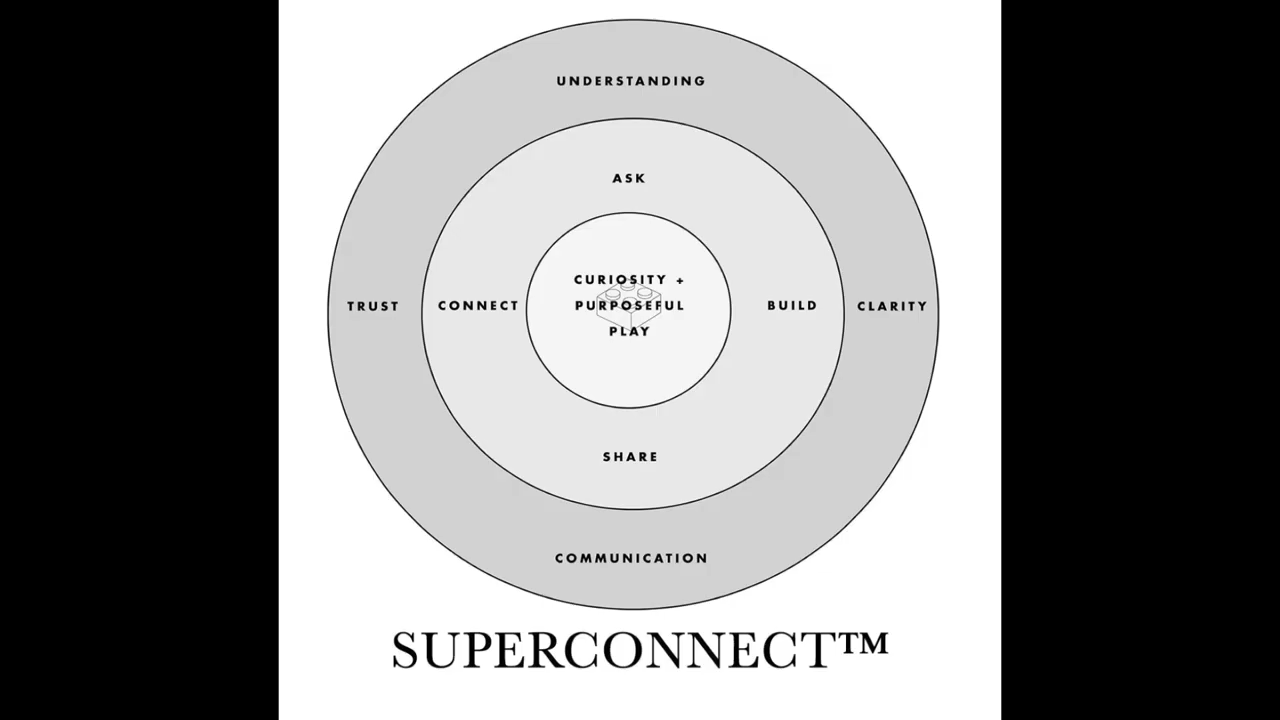 UNDERSTANDING
ASK
CURIOSITY +
PURPOSEFUL
PLAY
TRUST
CONNECT
BUILD
CLARITY
SHARE
COMMUNICATION
SUPERCONNECT™